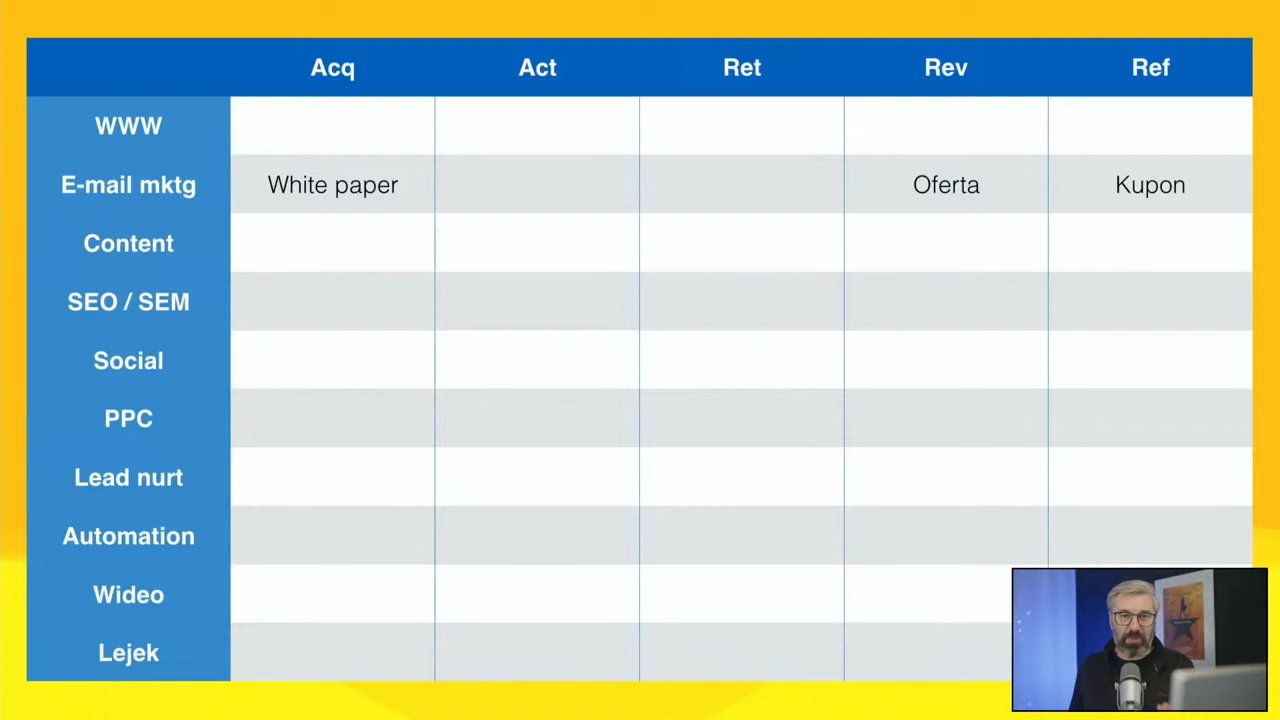 Acq Act Ret Rev Ref
WWW
E-mail mktg White paper Oferta Kupon
Content
SEO / SEM
Social
PPC
Lead nurt
Automation
Wideo
Lejek